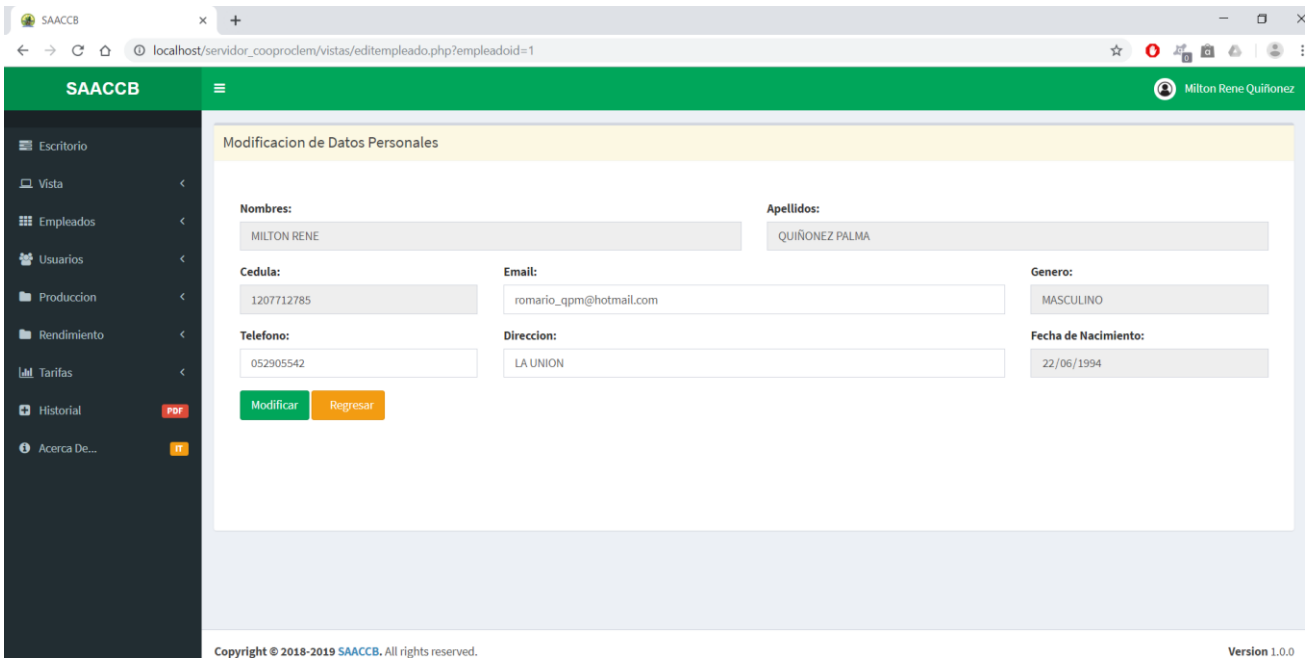 SAACCB
localhost/servidor_cooproclem/vistas/editempleado.php?empleadoid=1
SAACCB
Milton Rene Quiñonez
Escritorio
Vista
Empleados
Usuarios
Produccion
Rendimiento
Tarifas
Historial PDF
Acerca De... IT
Modificacion de Datos Personales
Nombres: Apellidos:
MILTON RENE QUIÑONEZ PALMA
Cedula: Email: Genero:
1207712785 romario_qpm@hotmail.com MASCULINO
Telefono: Direccion: Fecha de Nacimiento:
052905542 LA UNION 22/06/1994
Modificar Regresar
Copyright © 2018-2019 SAACCB. All rights reserved. Version 1.0.0